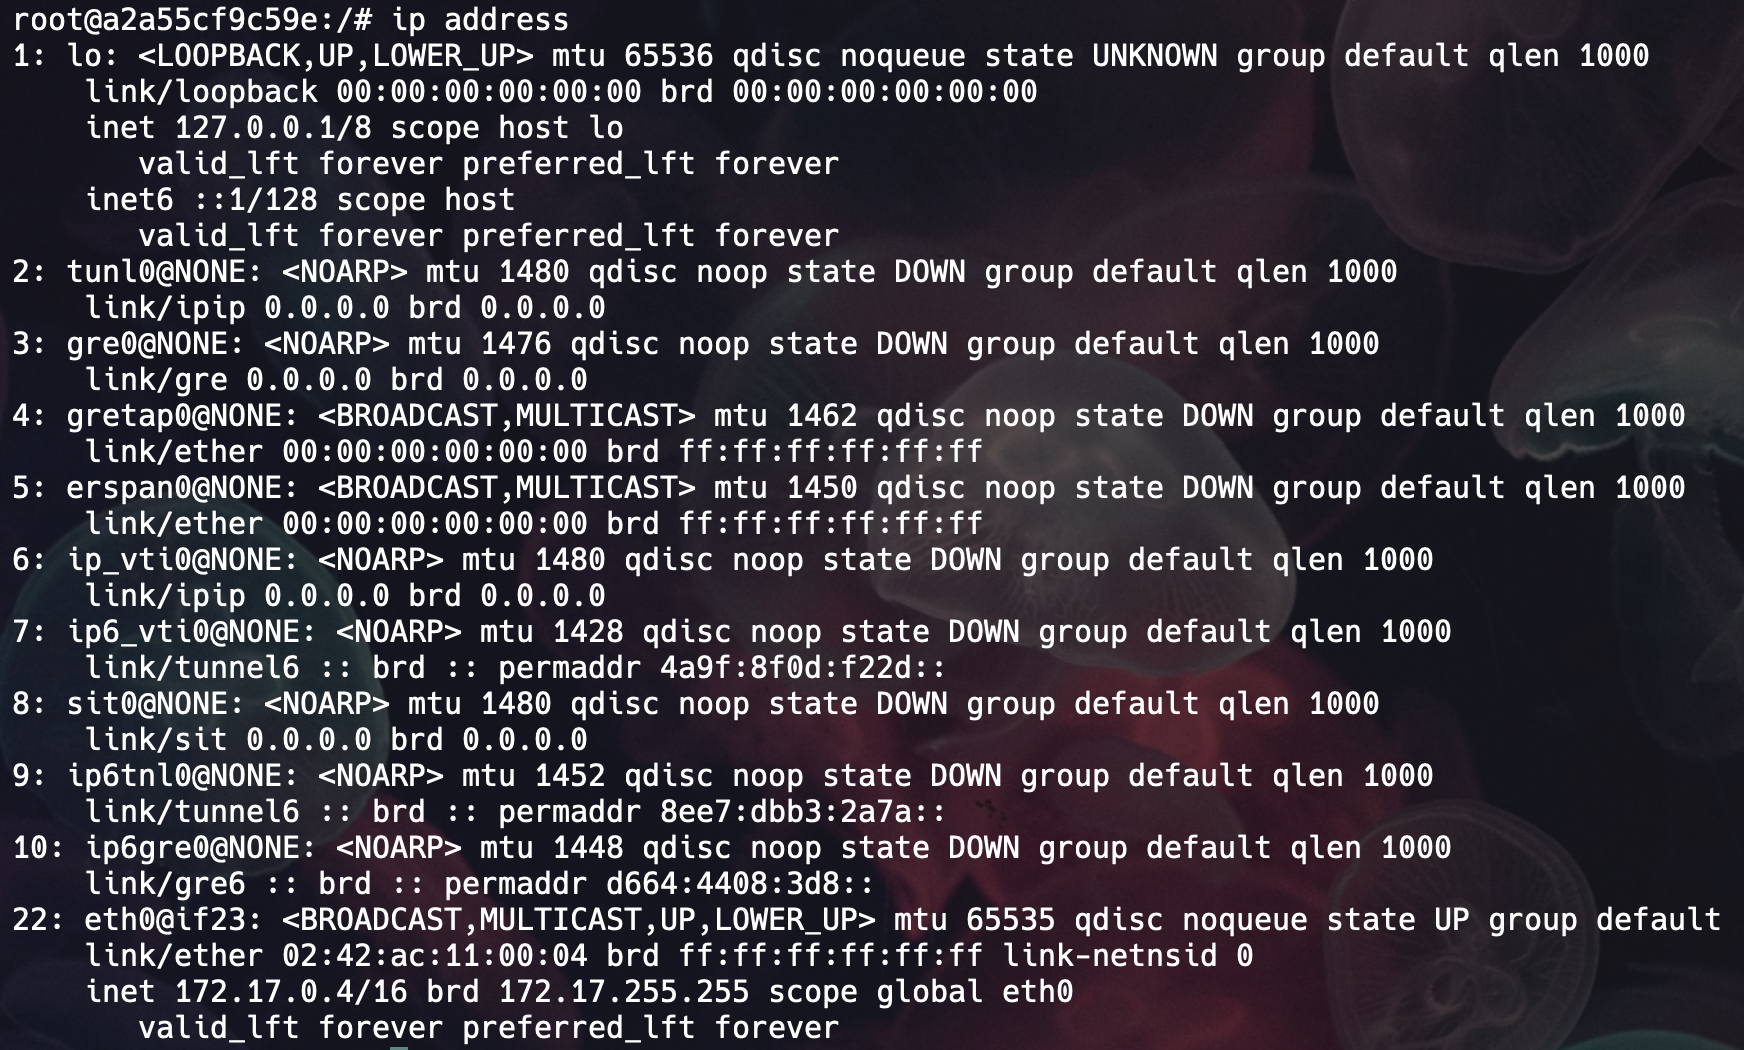 root@a2a55cf9c59e:/# ip address
1: lo: <LOOPBACK,UP,LOWER_UP> mtu 65536 qdisc noqueue state UNKNOWN group default qlen 1000
    link/loopback 00:00:00:00:00:00 brd 00:00:00:00:00:00
    inet 127.0.0.1/8 scope host lo
       valid_lft forever preferred_lft forever
    inet6 ::1/128 scope host
       valid_lft forever preferred_lft forever
2: tunl0@NONE: <NOARP> mtu 1480 qdisc noop state DOWN group default qlen 1000
    link/ipip 0.0.0.0 brd 0.0.0.0
3: gre0@NONE: <NOARP> mtu 1476 qdisc noop state DOWN group default qlen 1000
    link/gre 0.0.0.0 brd 0.0.0.0
4: gretap0@NONE: <BROADCAST,MULTICAST> mtu 1462 qdisc noop state DOWN group default qlen 1000
    link/ether 00:00:00:00:00:00 brd ff:ff:ff:ff:ff:ff
5: erspan0@NONE: <BROADCAST,MULTICAST> mtu 1450 qdisc noop state DOWN group default qlen 1000
    link/ether 00:00:00:00:00:00 brd ff:ff:ff:ff:ff:ff
6: ip_vti0@NONE: <NOARP> mtu 1480 qdisc noop state DOWN group default qlen 1000
    link/ipip 0.0.0.0 brd 0.0.0.0
7: ip6_vti0@NONE: <NOARP> mtu 1428 qdisc noop state DOWN group default qlen 1000
    link/tunnel6 :: brd :: permaddr 4a9f:8f0d:f22d::
8: sit0@NONE: <NOARP> mtu 1480 qdisc noop state DOWN group default qlen 1000
    link/sit 0.0.0.0 brd 0.0.0.0
9: ip6tnl0@NONE: <NOARP> mtu 1452 qdisc noop state DOWN group default qlen 1000
    link/tunnel6 :: brd :: permaddr 8ee7:dbb3:2a7a::
10: ip6gre0@NONE: <NOARP> mtu 1448 qdisc noop state DOWN group default qlen 1000
    link/gre6 :: brd :: permaddr d664:4408:3d8::
22: eth0@if23: <BROADCAST,MULTICAST,UP,LOWER_UP> mtu 65535 qdisc noqueue state UP group default
    link/ether 02:42:ac:11:00:04 brd ff:ff:ff:ff:ff:ff link-netnsid 0
    inet 172.17.0.4/16 brd 172.17.255.255 scope global eth0
       valid_lft forever preferred_lft forever